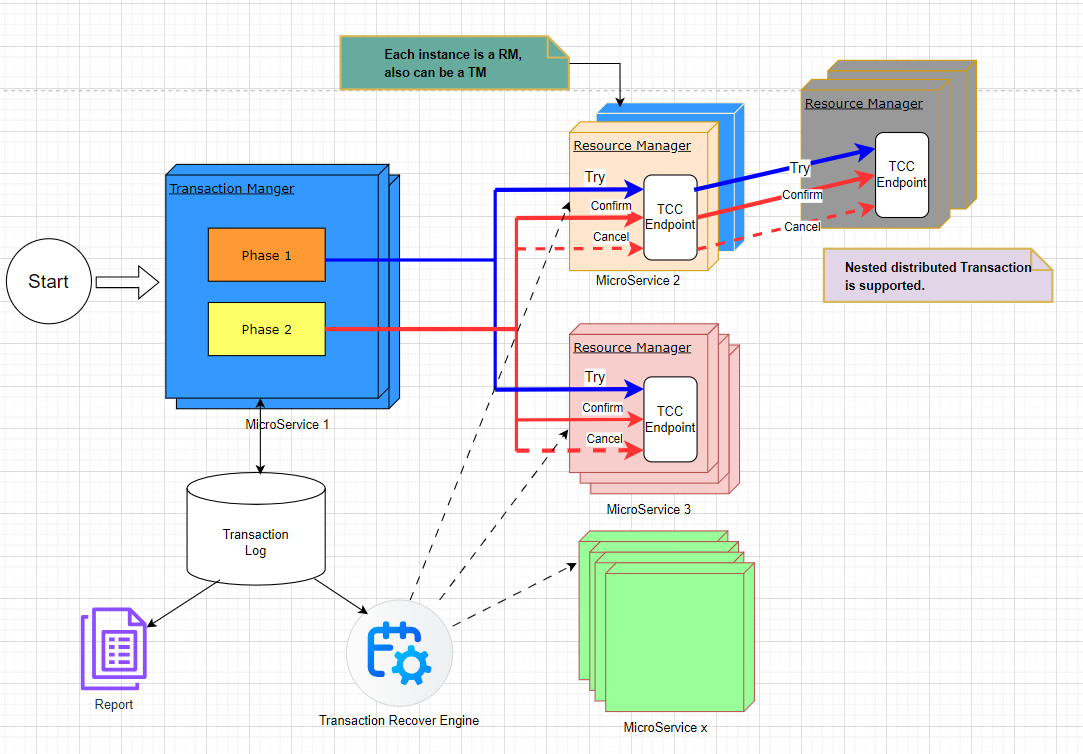 Each instance is a RM,
also can be a TM
Resource Manager
Resource Manager
Try
TCC
Endpoint
Confirm
Cancel
Transaction Manger
Try
Confirm
TCC
Endpoint
Cancel
Phase 1
MicroService 2
Nested distributed Transaction
is supported.
Start
Phase 2
Resource Manager
Try
Confirm
TCC
Endpoint
Cancel
MicroService 1
MicroService 3
Transaction
Log
Report
Transaction Recover Engine
MicroService x